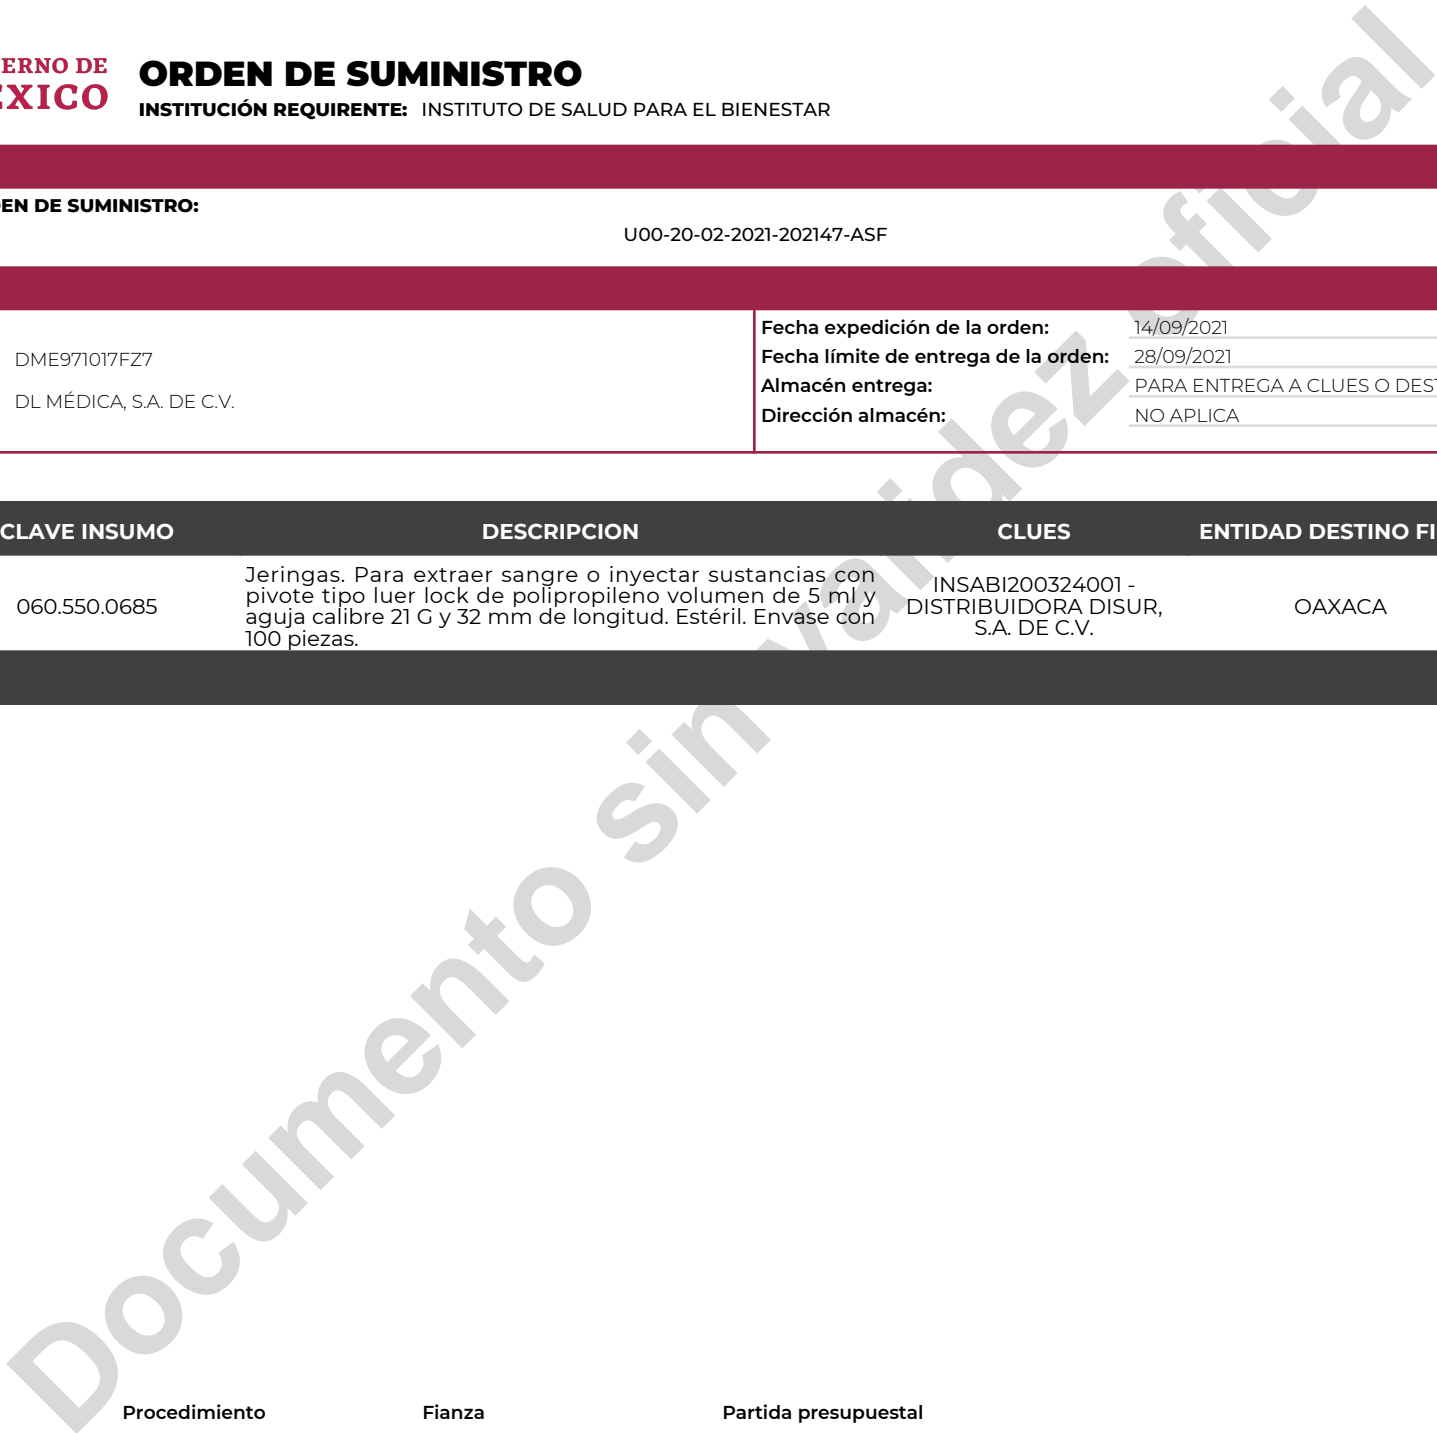 ERNO DE
ÉXICO
ORDEN DE SUMINISTRO
INSTITUCIÓN REQUIRENTE: INSTITUTO DE SALUD PARA EL BIENESTAR
EN DE SUMINISTRO:
U00-20-02-2021-202147-ASF
DME971017FZ7
DL MÉDICA, S.A. DE C.V.
Fecha expedición de la orden: 14/09/2021
Fecha límite de entrega de la orden: 28/09/2021
Almacén entrega: PARA ENTREGA A CLUES O DEST
Dirección almacén: NO APLICA
CLAVE INSUMO DESCRIPCION CLUES ENTIDAD DESTINO FI
060.550.0685
Jeringas. Para extraer sangre o inyectar sustancias con
pivote tipo luer lock de polipropileno volumen de 5 ml y
aguja calibre 21 G y 32 mm de longitud. Estéril. Envase con
100 piezas.
INSABI200324001 -
DISTRIBUIDORA DISUR,
S.A. DE C.V.
OAXACA
Documento sin validez oficial
Procedimiento Fianza Partida presupuestal